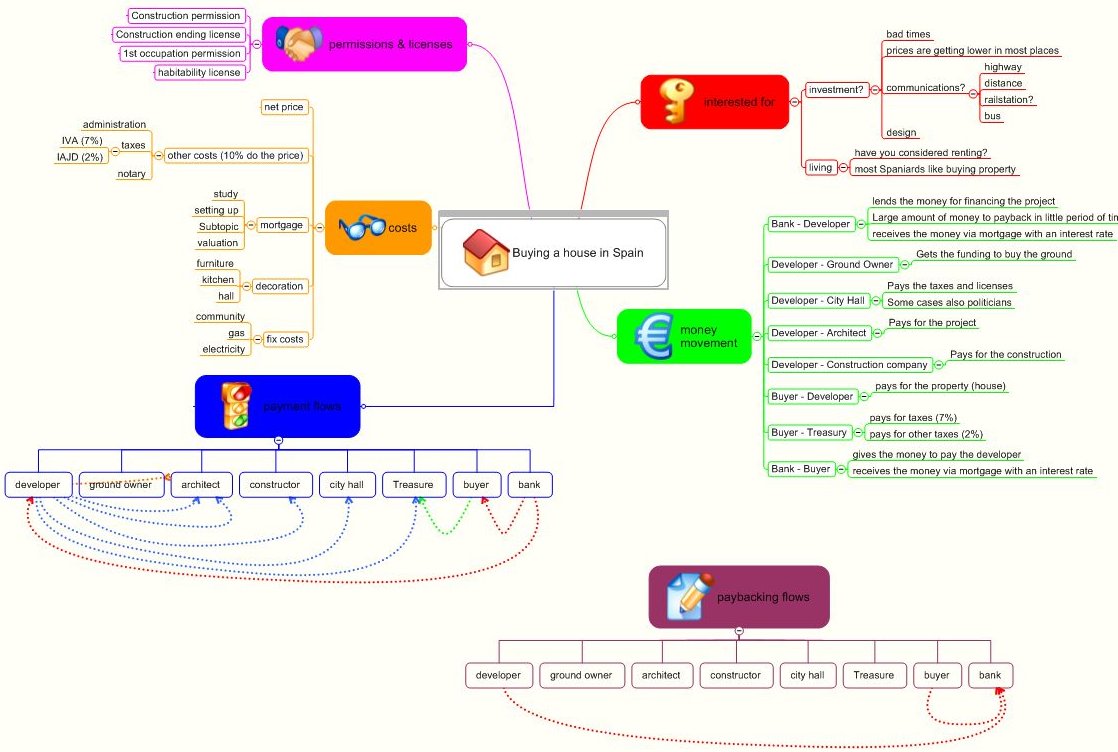 Construction permission
Construction ending license
1st occupation permission
habitability license
permissions & licenses
net price
administration
IVA (7%)
IAJD (2%)
taxes
notary
other costs (10% do the price)
study
setting up
Subtopic
valuation
mortgage
furniture
kitchen
hall
decoration
community
gas
electricity
fix costs
costs
Buying a house in Spain
interested for
investment?
bad times
prices are getting lower in most places
communications?
highway
distance
railstation?
bus
design
living
have you considered renting?
most Spaniards like buying property
money
movement
Bank - Developer
lends the money for financing the project
Large amount of money to payback in little period of
receives the money via mortgage with an interest rate
Developer - Ground Owner
Gets the funding to buy the ground
Developer - City Hall
Pays the taxes and licenses
Some cases also politicians
Developer - Architect
Pays for the project
Developer - Construction company
Pays for the construction
Buyer - Developer
pays for the property (house)
Buyer - Treasury
pays for taxes (7%)
pays for other taxes (2%)
Bank - Buyer
gives the money to pay the developer
receives the money via mortgage with an interest rate
payment flows
developer
ground owner
architect
constructor
city hall
Treasure
buyer
bank
paybacking flows
developer
ground owner
architect
constructor
city hall
Treasure
buyer
bank